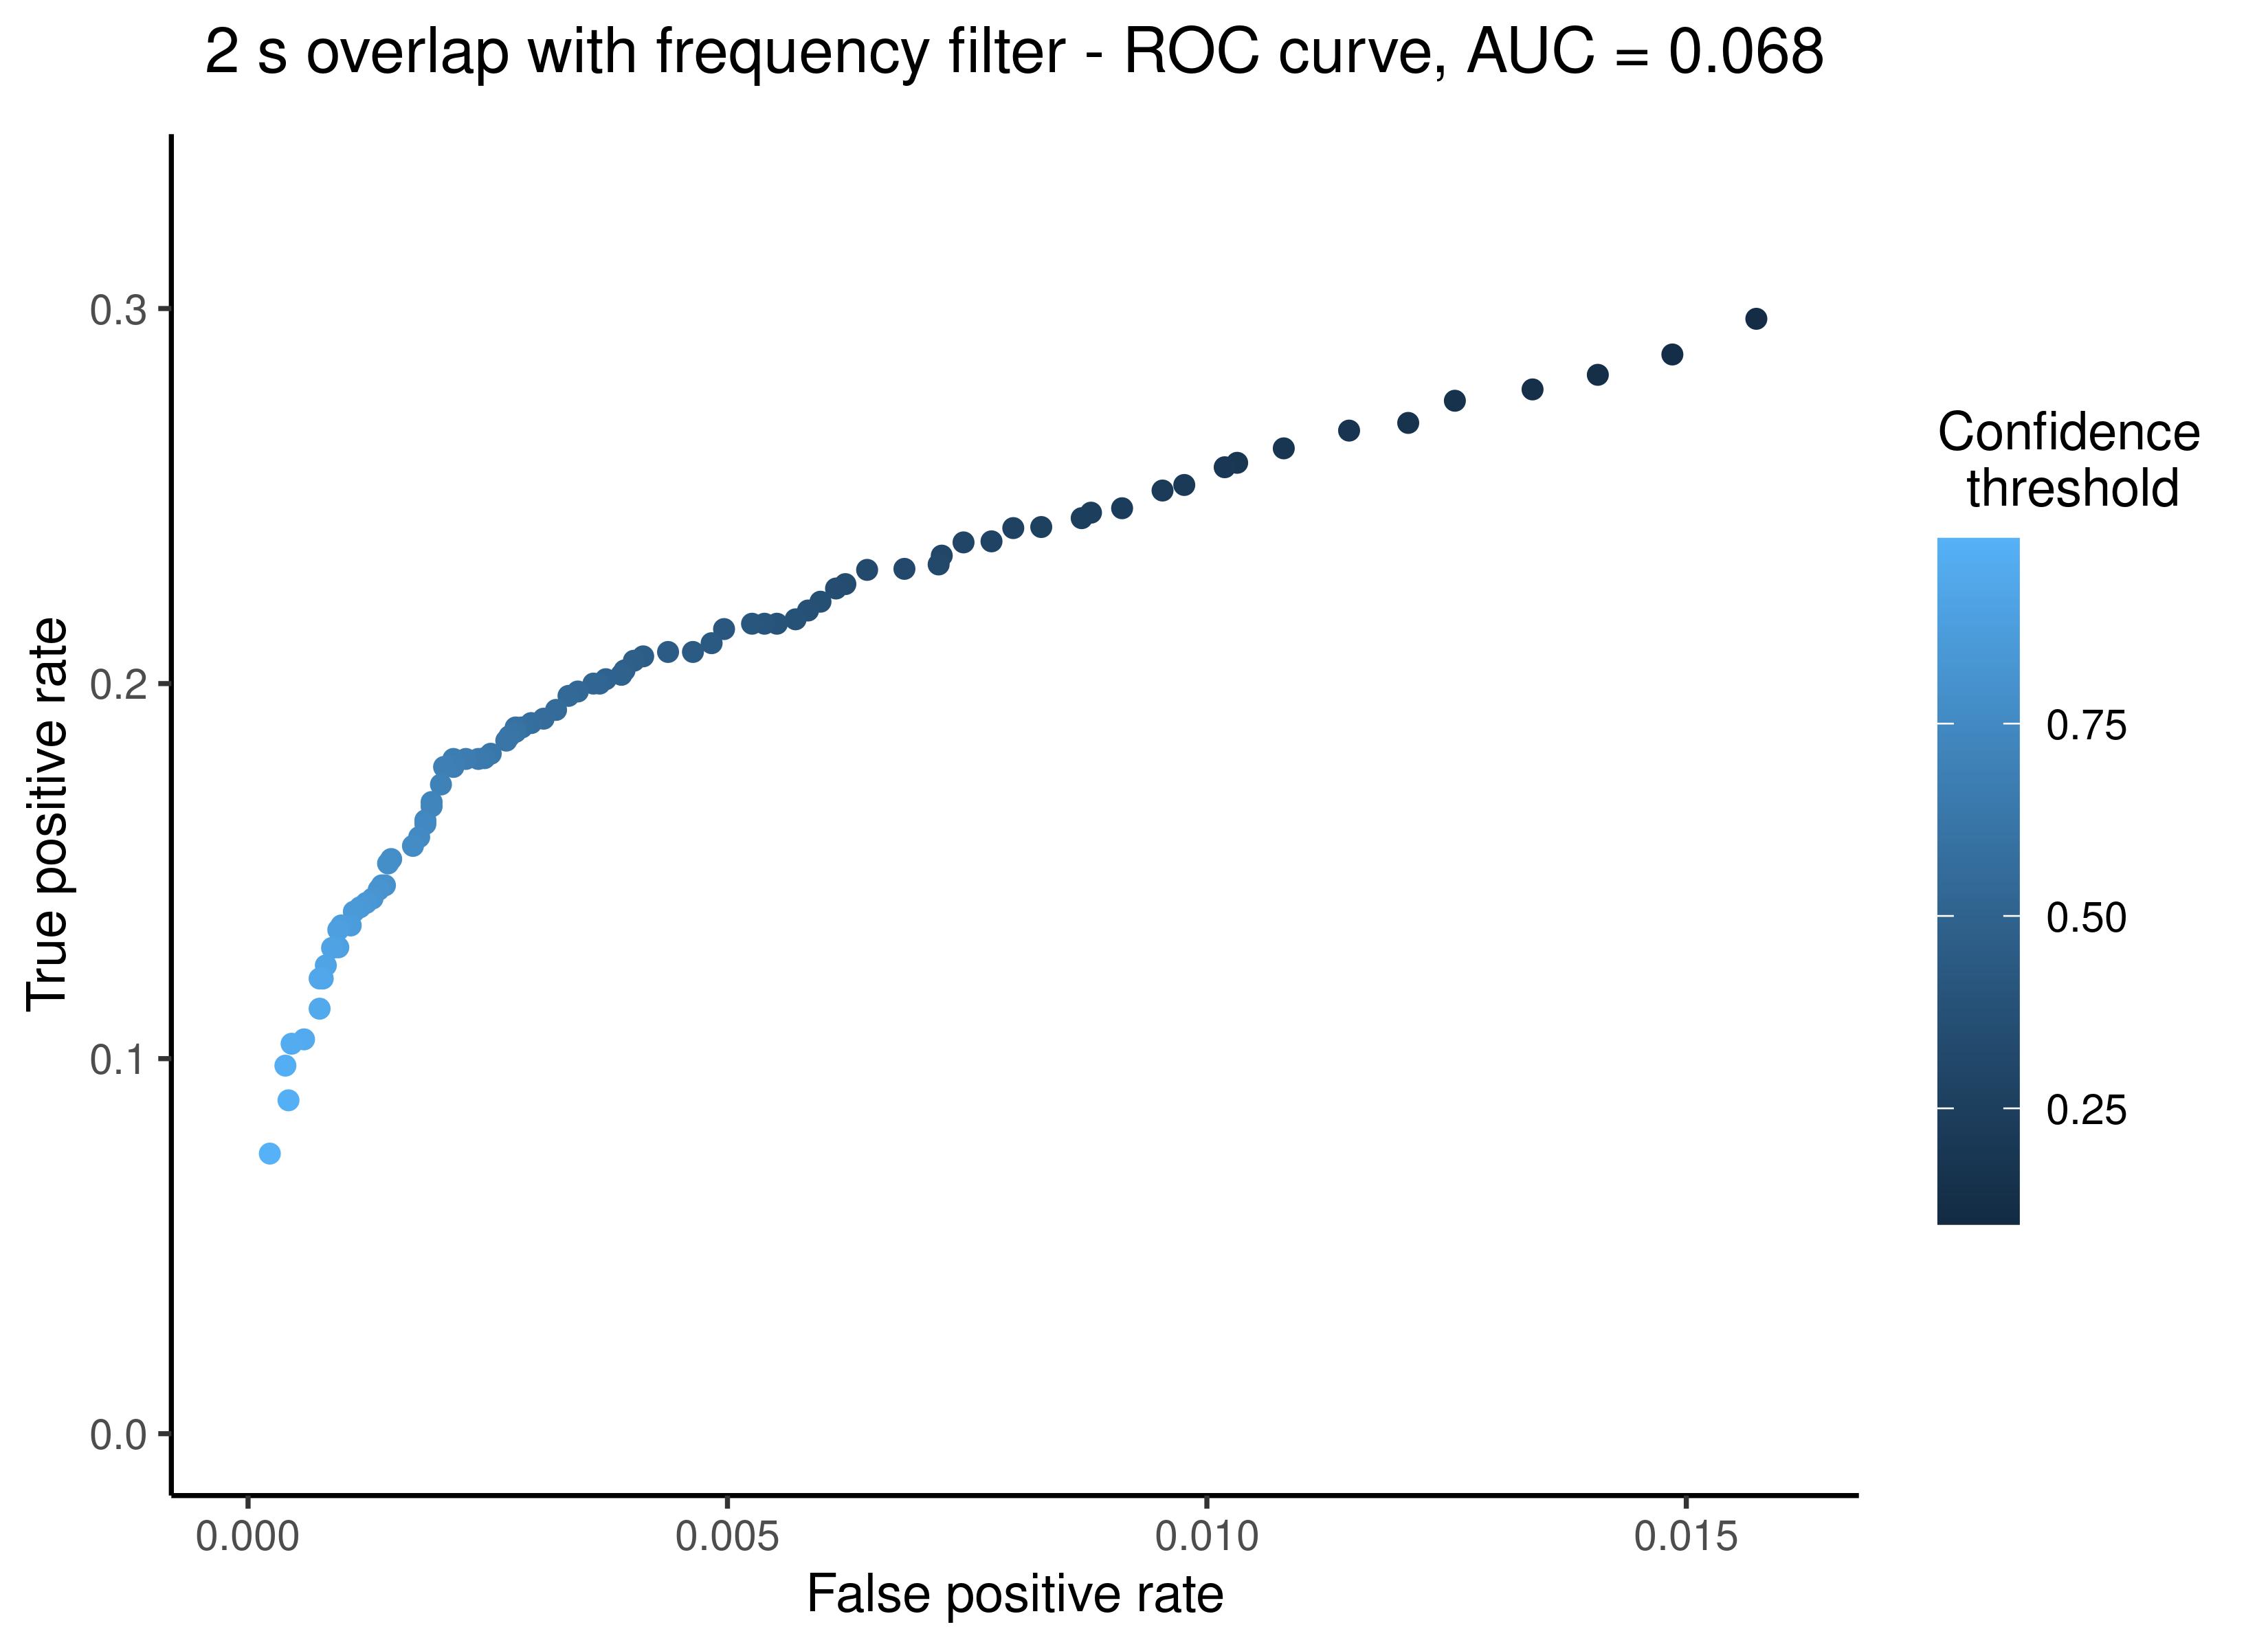 2 s overlap with frequency filter - ROC curve, AUC = 0.068
True positive rate
0.3
0.2
0.1
0.0
0.000
0.005
0.010
0.015
False positive rate
Confidence
threshold
0.75
0.50
0.25